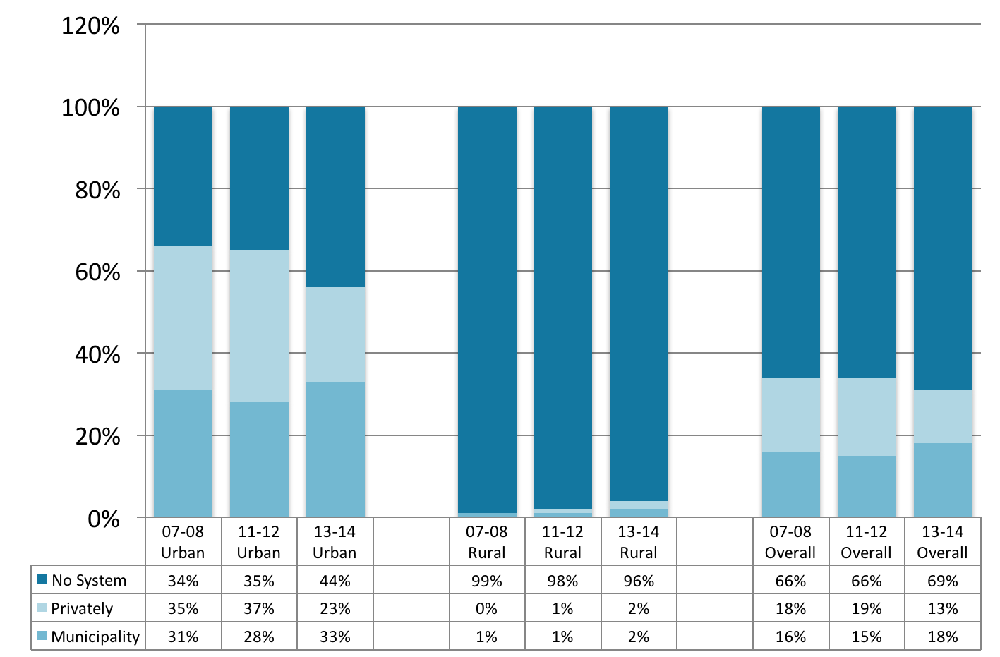 120%
100%
80%
60%
40%
20%
0%
07-08 11-12 13-14 07-08 11-12 13-14 07-08 11-12 13-14
Urban Urban Urban Rural Rural Rural Overall Overall Overall
No System 34% 35% 44% 99% 98% 96% 66% 66% 69%
Privately 35% 37% 23% 0% 1% 2% 18% 19% 13%
Municipality 31% 28% 33% 1% 1% 2% 16% 15% 18%